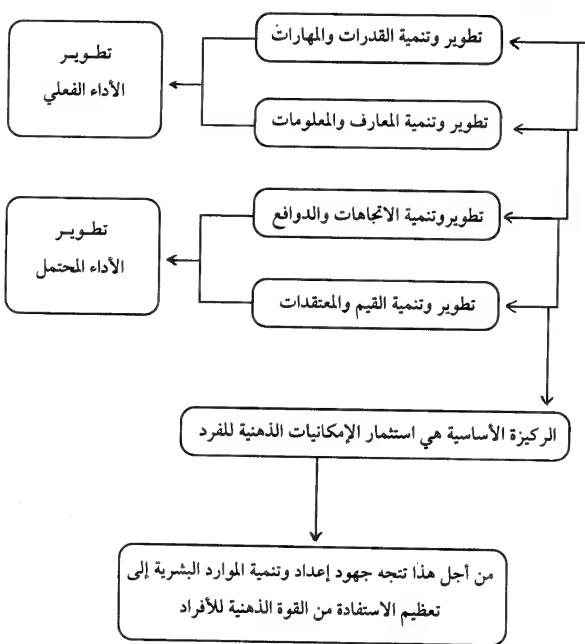 تطوير وتنمية القدرات والمهارات
تطويـر
الأداء الفعلي
تطوير وتنمية المعارف والمعلومات
تطويروتنمية الاتجاهات والدوافع
تطويـر
الأداء المحتمل
تطوير وتنمية القيم والمعتقدات
الركيزة الأساسية هي استثمار الإمكانيات الذهنية للفرد
من أجل هذا تتجه جهود إعداد وتنمية الموارد البشرية إلى
تعظيم الاستفادة من القوة الذهنية للأفراد